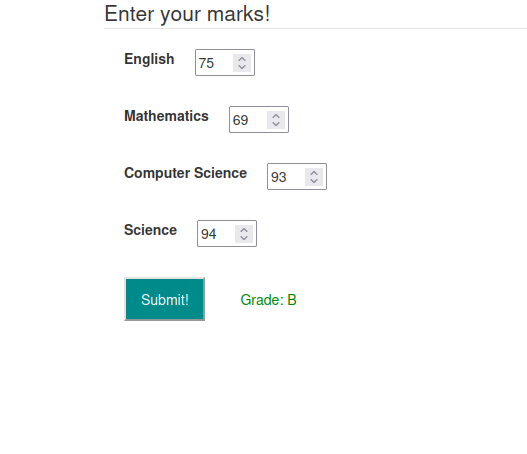 Enter your marks!
English 75
Mathematics 69
Computer Science 93
Science 94
Submit! Grade: B